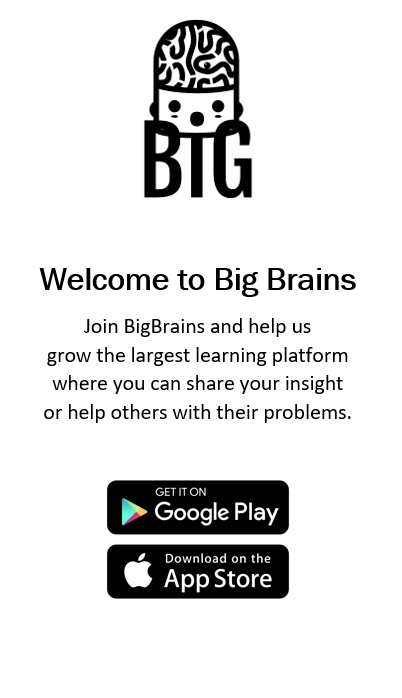 BIG
Welcome to Big Brains
Join BigBrains and help us
grow the largest learning platform
where you can share your insight
or help others with their problems.
GET IT ON
Google Play
Download on the
App Store